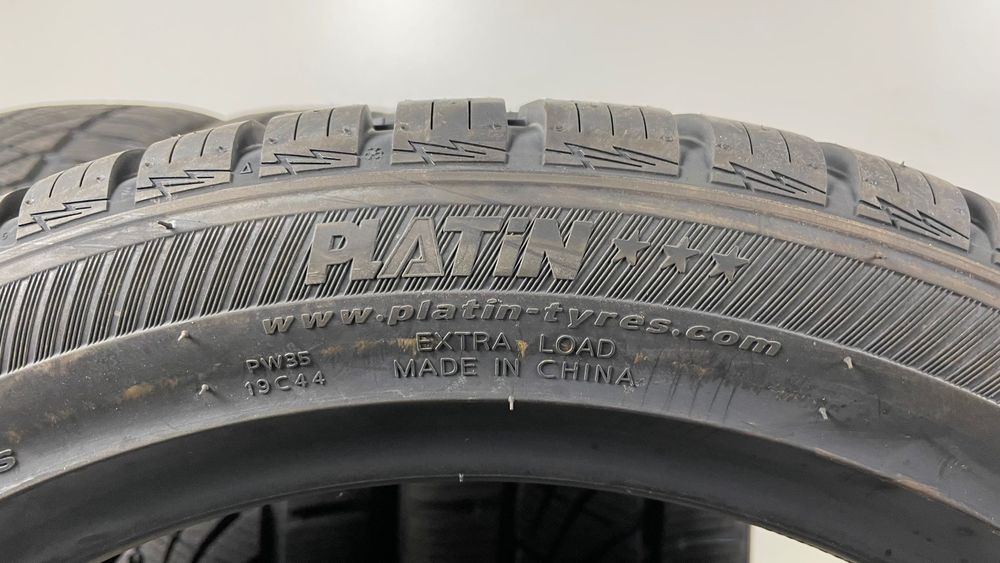 PLATiN
www.platin-tyres.com
EXTRA LOAD
MADE IN CHINA
PW35
19C44